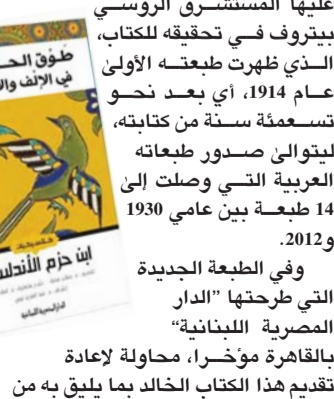 عليها المستشرق الروسي
بيتروف في تحقيقه للكتاب،
الذي ظهرت طبعته الأولىٰ
عام 1914، أي بعد نحو
تسعمئة سنة من كتابته،
ليتوالىٰ صدور طبعاته
العربية التي وصلت إلىٰ
14 طبعة بين عامي 1930
و2012.
وفي الطبعة الجديدة
التي طرحتها ”الدار
المصرية اللبنانية“
بالقاهرة مؤخرا، محاولة لإعادة
تقديم هذا الكتاب الخالد بما يليق به من
طوق الحـ
في الإلف والا
ابن حزم الأندلسـ